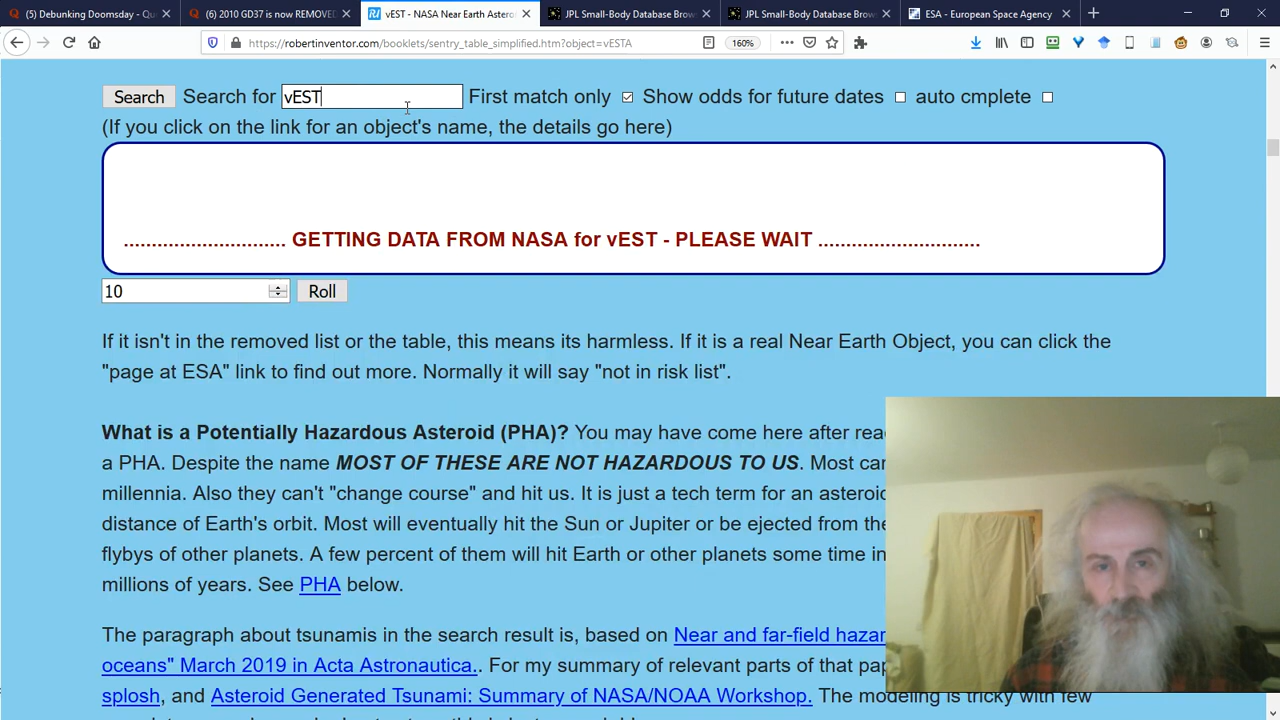 (5) Debunking Doomsday - Qu
(6) 2010 GD37 is now REMOVED
RI vEST - NASA Near Earth Astero
JPL Small-Body Database Brow
JPL Small-Body Database Brow
ESA - European Space Agency
https://robertinventor.com/booklets/sentry_table_simplified.htm?object=vESTA
160%
Search Search for vEST First match only Show odds for future dates auto cmplete
(If you click on the link for an object's name, the details go here)
............................. GETTING DATA FROM NASA for vEST - PLEASE WAIT .............................
10 Roll
If it isn't in the removed list or the table, this means its harmless. If it is a real Near Earth Object, you can click the
"page at ESA" link to find out more. Normally it will say "not in risk list".
What is a Potentially Hazardous Asteroid (PHA)? You may have come here after rea
a PHA. Despite the name MOST OF THESE ARE NOT HAZARDOUS TO US. Most can
millennia. Also they can't "change course" and hit us. It is just a tech term for an asteroid
distance of Earth's orbit. Most will eventually hit the Sun or Jupiter or be ejected from the
flybys of other planets. A few percent of them will hit Earth or other planets some time in
millions of years. See PHA below.
The paragraph about tsunamis in the search result is, based on Near and far-field hazar
oceans" March 2019 in Acta Astronautica.. For my summary of relevant parts of that pap
splosh, and Asteroid Generated Tsunami: Summary of NASA/NOAA Workshop. The modeling is tricky with few